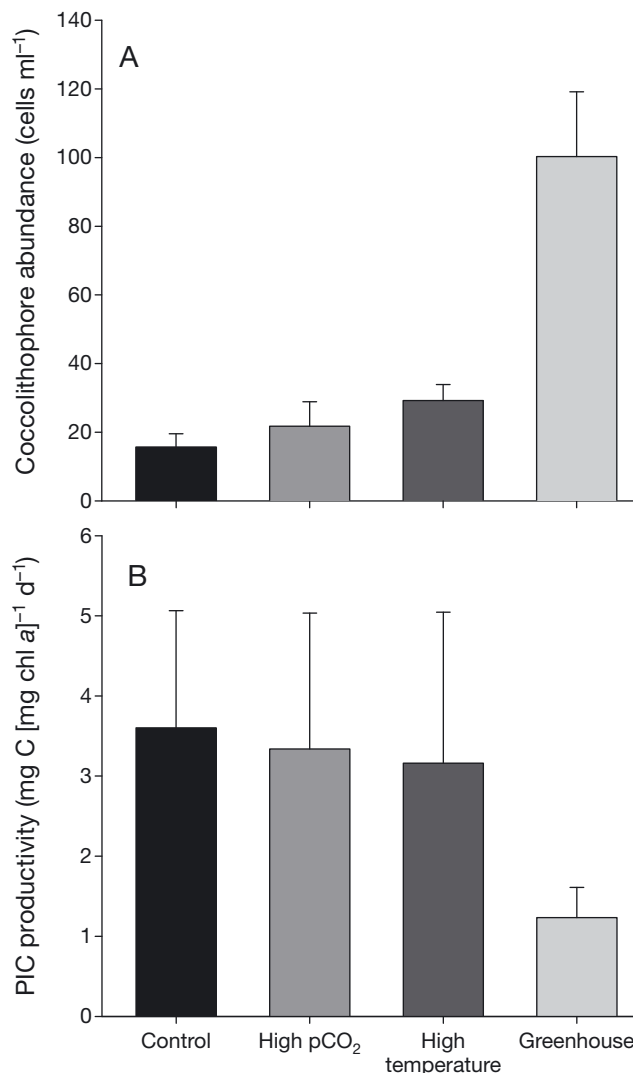 Coccolithophore abundance (cells ml⁻¹)
A
140
120
100
80
60
40
20
0
PIC productivity (mg C [mg chl a]⁻¹ d⁻¹)
B
6
5
4
3
2
1
0
Control
High pCO₂
High
temperature
Greenhouse